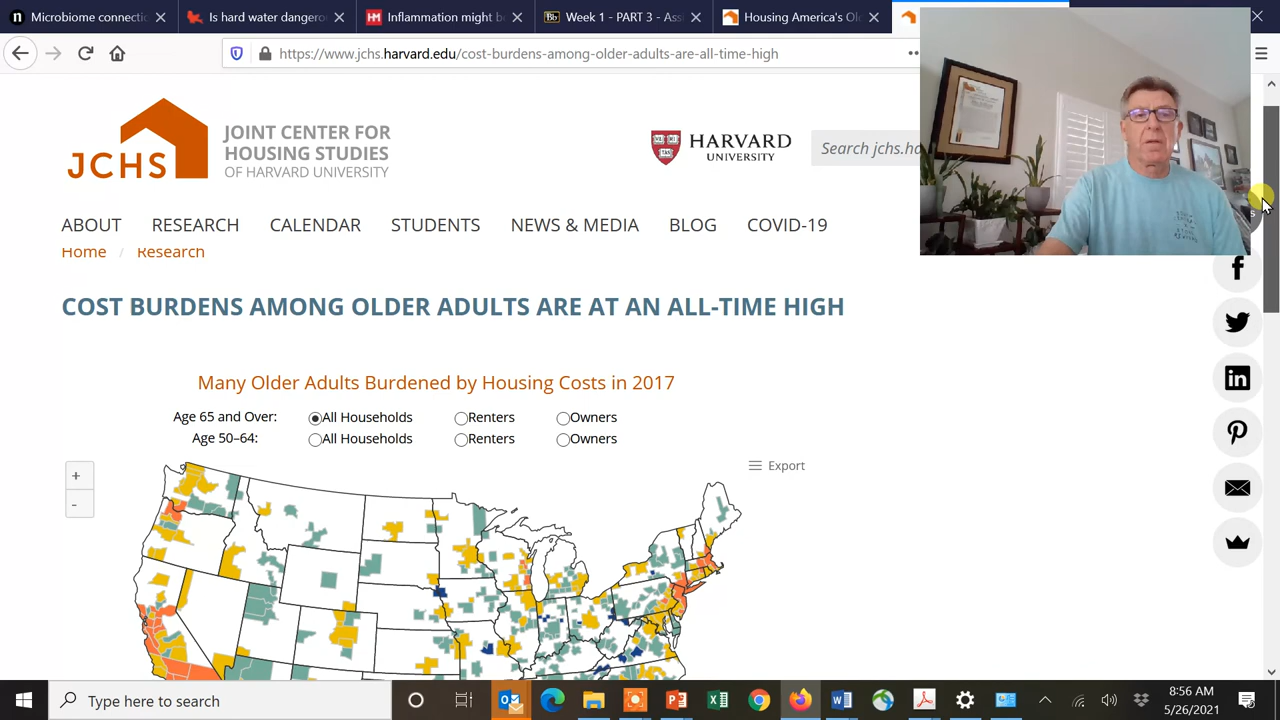 Microbiome connectio
Is hard water dangero
Inflammation might b
Week 1 - PART 3 - Ass
Housing America's Ol
https://www.jchs.harvard.edu/cost-burdens-among-older-adults-are-all-time-high
JCHS
JOINT CENTER FOR
HOUSING STUDIES
OF HARVARD UNIVERSITY
HARVARD
UNIVERSITY
Search jchs.ha
ABOUT RESEARCH CALENDAR STUDENTS NEWS & MEDIA BLOG COVID-19
Home / Research
COST BURDENS AMONG OLDER ADULTS ARE AT AN ALL-TIME HIGH
Many Older Adults Burdened by Housing Costs in 2017
Age 65 and Over: All Households Renters Owners
Age 50–64: All Households Renters Owners
+
-
Export
Type here to search
8:56 AM
5/26/2021